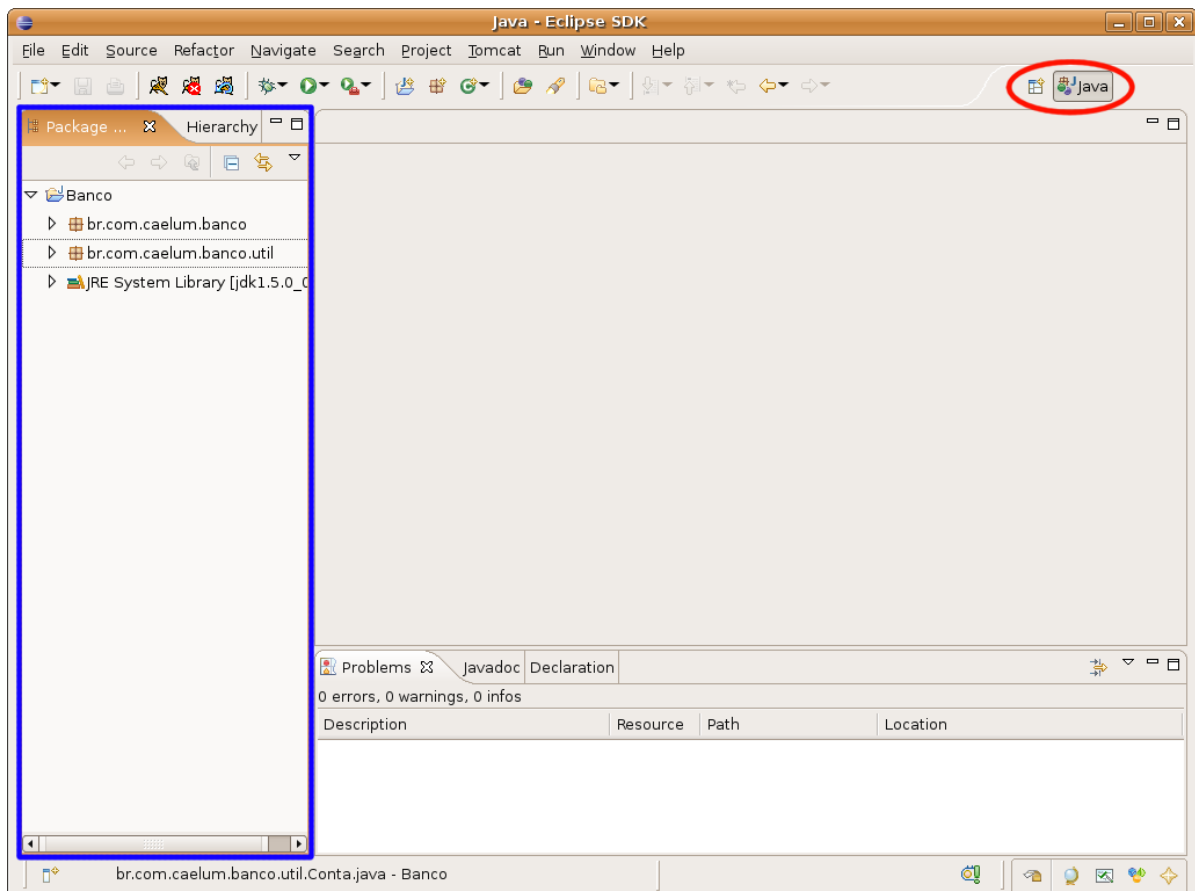 Java - Eclipse SDK
File Edit Source Refactor Navigate Search Project Tomcat Run Window Help
Java
Package ... Hierarchy
Banco
br.com.caelum.banco
br.com.caelum.banco.util
JRE System Library [jdk1.5.0_0
Problems Javadoc Declaration
0 errors, 0 warnings, 0 infos
Description Resource Path Location
br.com.caelum.banco.util.Conta.java - Banco